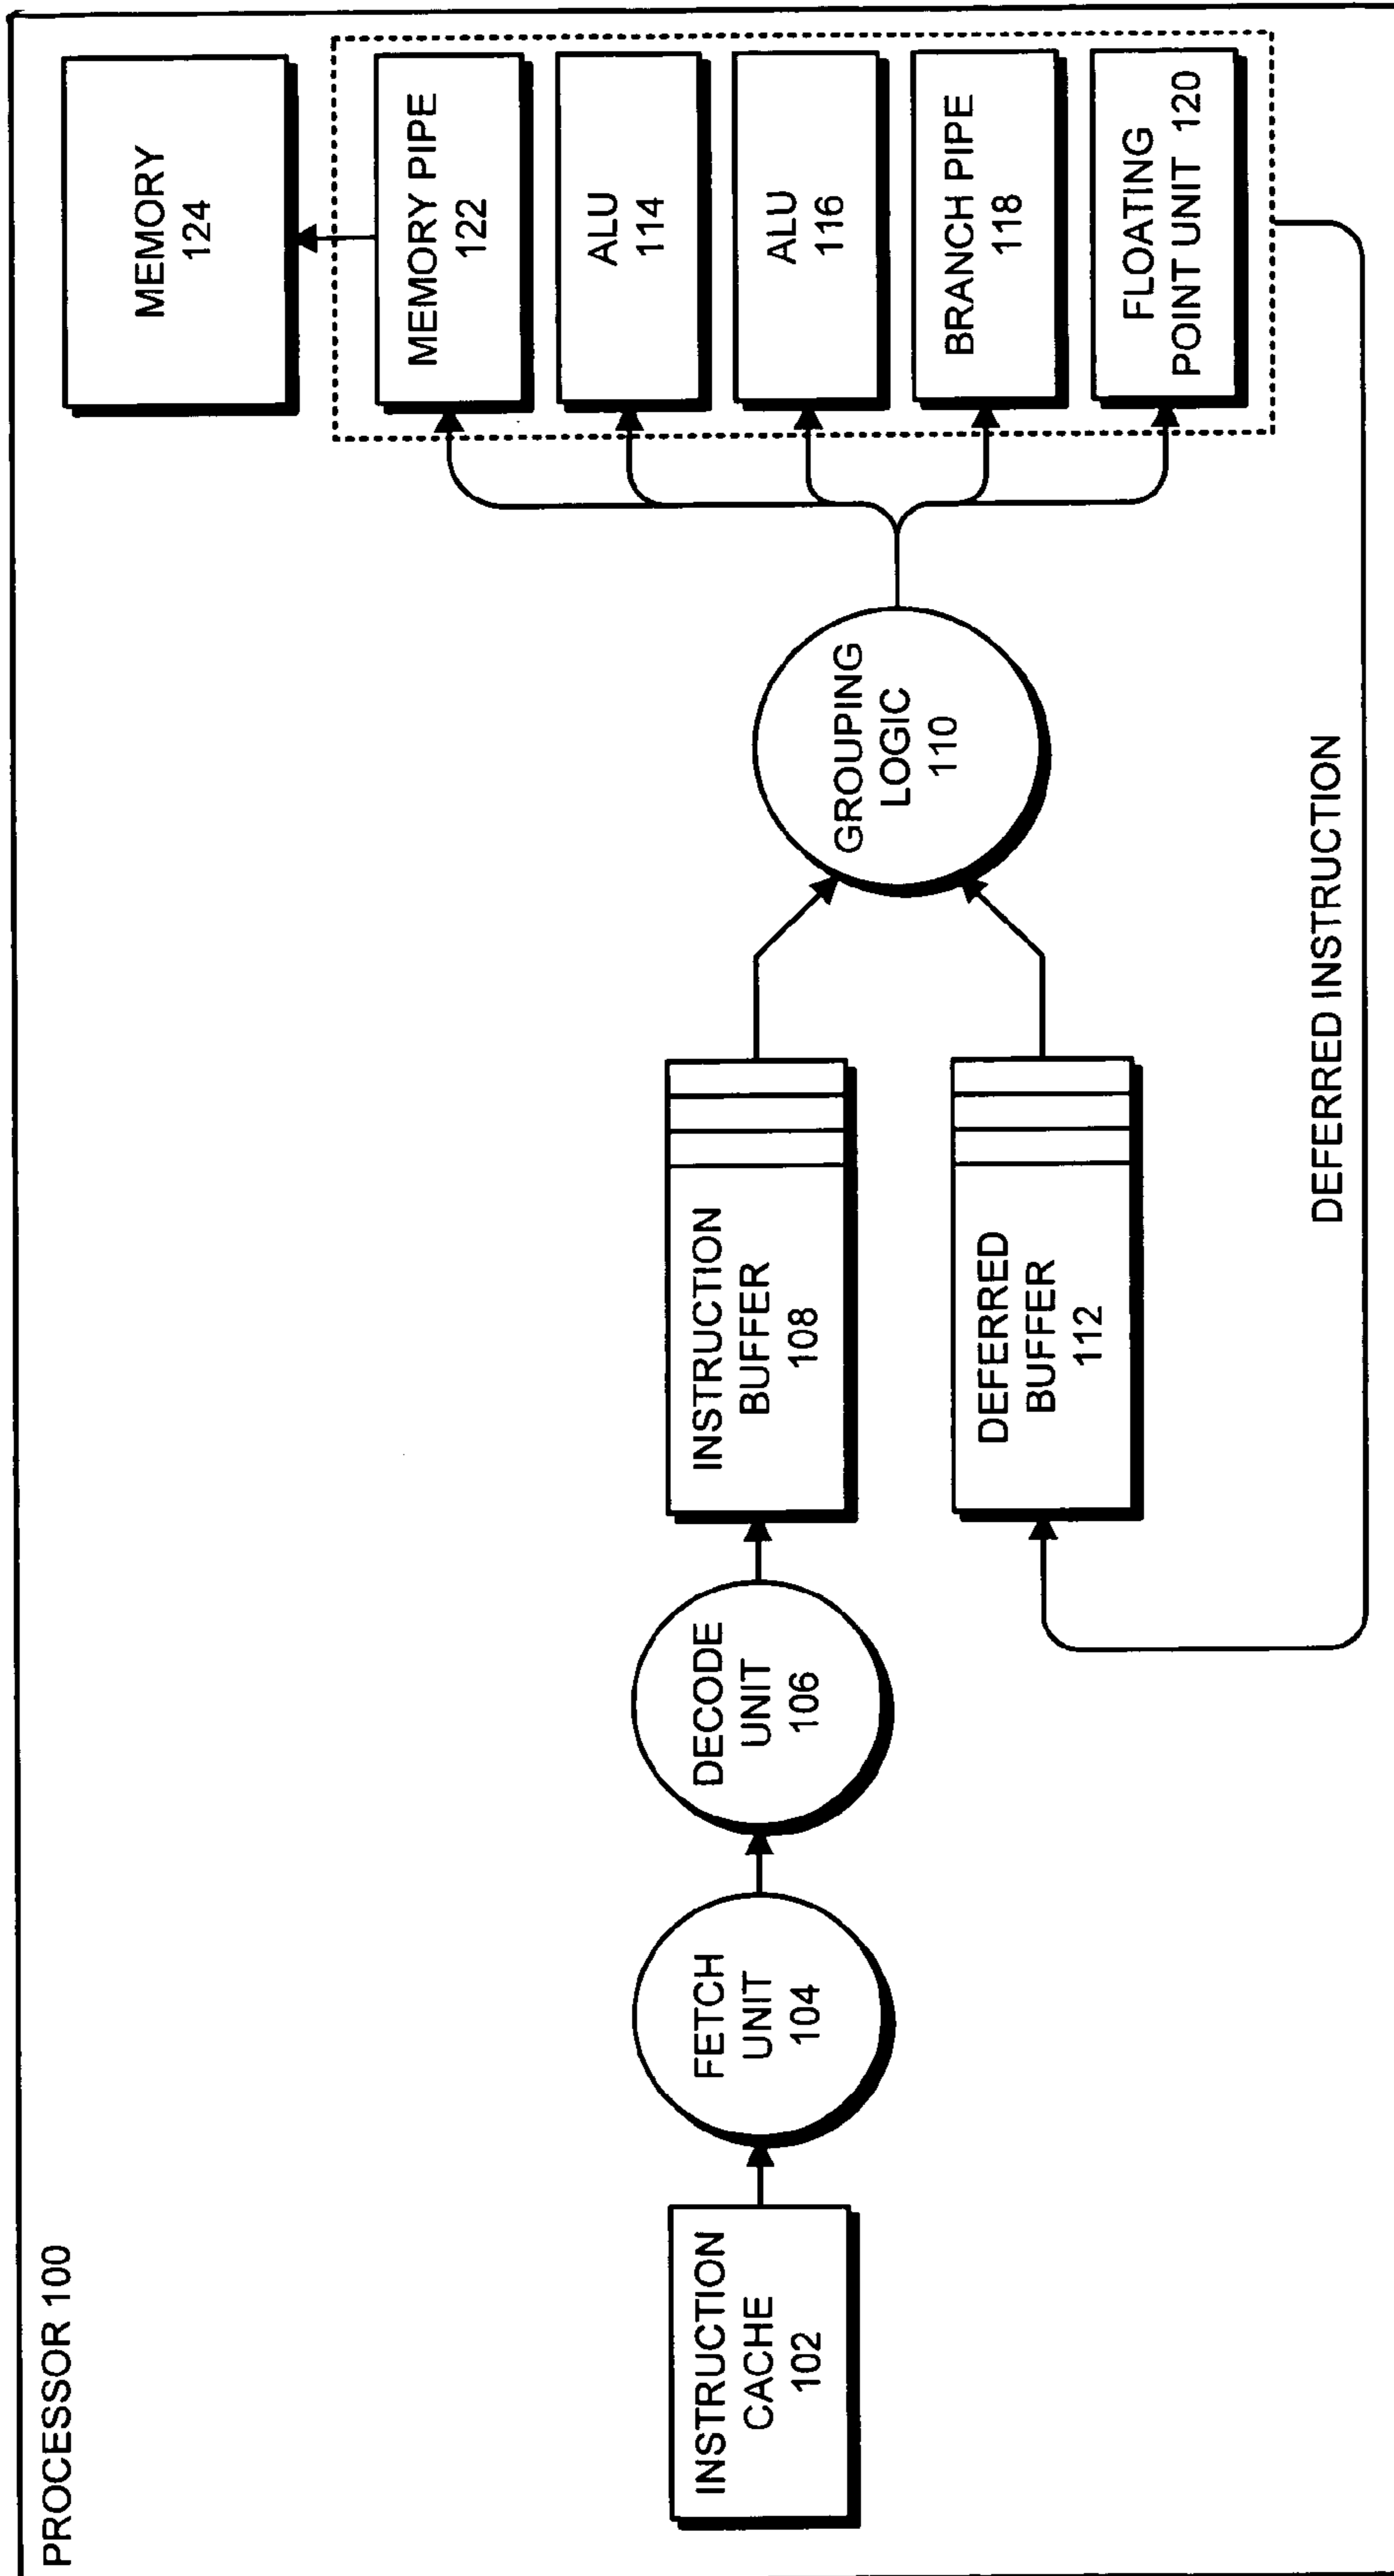 PROCESSOR 100
INSTRUCTION
CACHE
102
FETCH
UNIT
104
DECODE
UNIT
106
INSTRUCTION
BUFFER
108
DEFERRED
BUFFER
112
GROUPING
LOGIC
110
MEMORY
124
MEMORY PIPE
122
ALU
114
ALU
116
BRANCH PIPE
118
FLOATING
POINT UNIT 120
DEFERRED INSTRUCTION